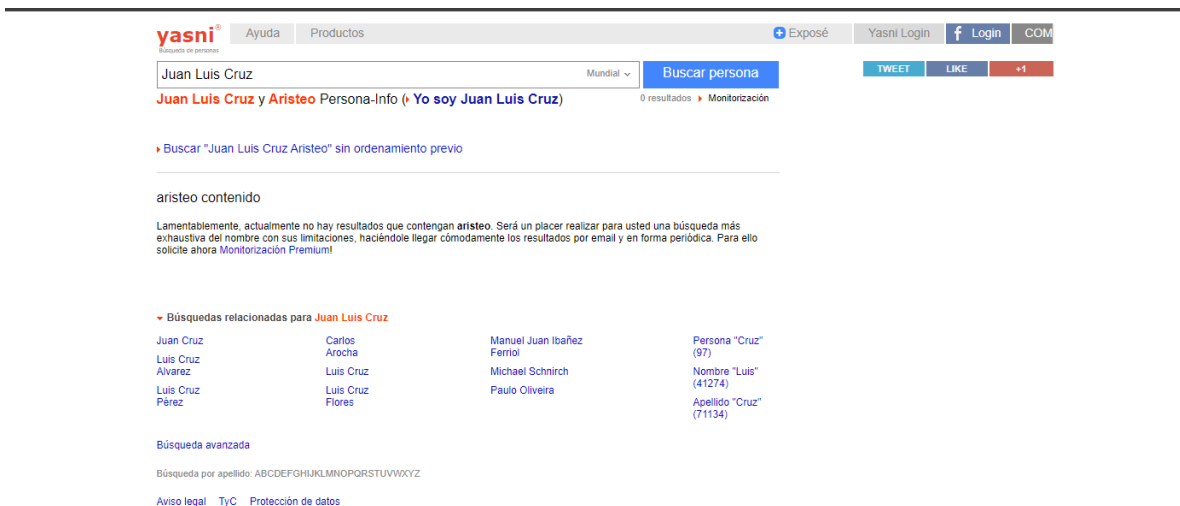 yasni®
Búsqueda de personas
Ayuda Productos Exposé Yasni Login f Login COM
Juan Luis Cruz Mundial Buscar persona
TWEET LIKE +1
Juan Luis Cruz y Aristeo Persona-Info ( Yo soy Juan Luis Cruz) 0 resultados Monitorización
Buscar "Juan Luis Cruz Aristeo" sin ordenamiento previo
aristeo contenido
Lamentablemente, actualmente no hay resultados que contengan aristeo. Será un placer realizar para usted una búsqueda más
exhaustiva del nombre con sus limitaciones, haciéndole llegar cómodamente los resultados por email y en forma periódica. Para ello
solicite ahora Monitorización Premium!
Búsquedas relacionadas para Juan Luis Cruz
Juan Cruz
Luis Cruz
Alvarez
Luis Cruz
Pérez
Carlos
Arocha
Luis Cruz
Luis Cruz
Flores
Manuel Juan Ibañez
Ferriol
Michael Schnirch
Paulo Oliveira
Persona "Cruz"
(97)
Nombre "Luis"
(41274)
Apellido "Cruz"
(71134)
Búsqueda avanzada
Búsqueda por apellido: ABCDEFGHIJKLMNOPQRSTUVWXYZ
Aviso legal TyC Protección de datos